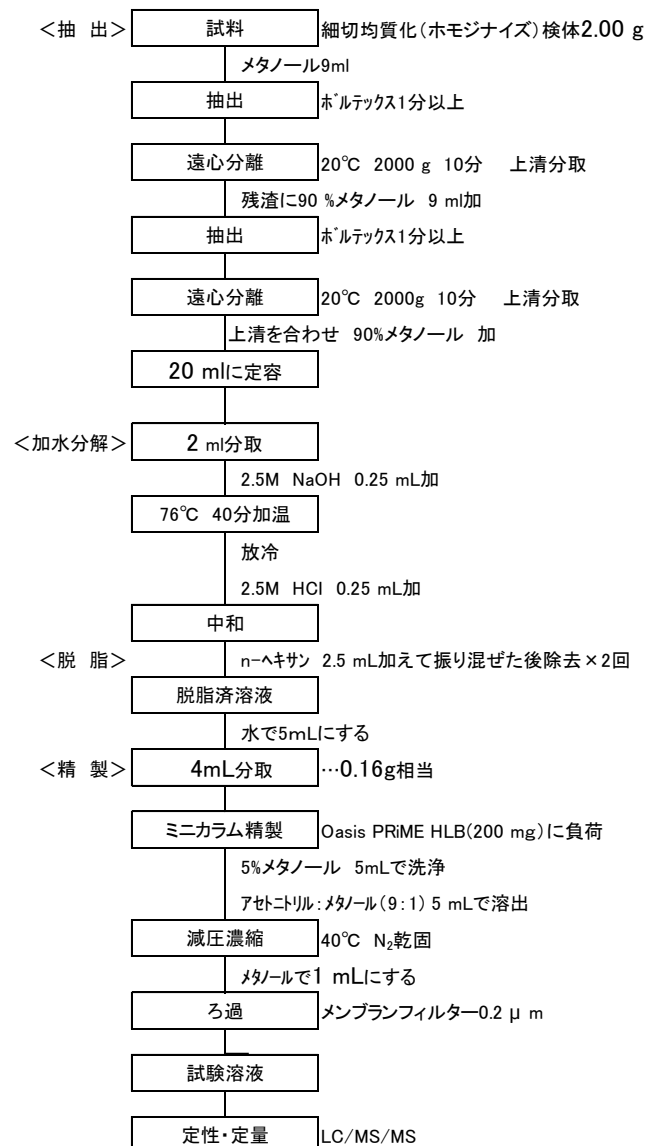 ＜抽 出＞ 試料 細切均質化(ホモジナイズ)検体2.00 g
メタノール9ml
抽出 ﾎﾞﾙﾃｯｸｽ1分以上
遠心分離 20℃ 2000 g 10分 上清分取
残渣に90 %メタノール 9 ml加
抽出 ﾎﾞﾙﾃｯｸｽ1分以上
遠心分離 20℃ 2000g 10分 上清分取
上清を合わせ 90%メタノール 加
20 mlに定容
＜加水分解＞ 2 ml分取
2.5M NaOH 0.25 mL加
76℃ 40分加温
放冷
2.5M HCl 0.25 mL加
中和
＜脱 脂＞ n-ヘキサン 2.5 mL加えて振り混ぜた後除去×2回
脱脂済溶液
水で5mLにする
＜精 製＞ 4mL分取 …0.16g相当
ミニカラム精製 Oasis PRiME HLB(200 mg)に負荷
5%メタノール 5mLで洗浄
ｱｾﾄﾆﾄﾘﾙ:ﾒﾀﾉｰﾙ(9:1) 5 mLで溶出
減圧濃縮 40℃ N₂乾固
ﾒﾀﾉｰﾙで1 mLにする
ろ過 メンブランフィルター0.2 μm
試験溶液
定性・定量 LC/MS/MS